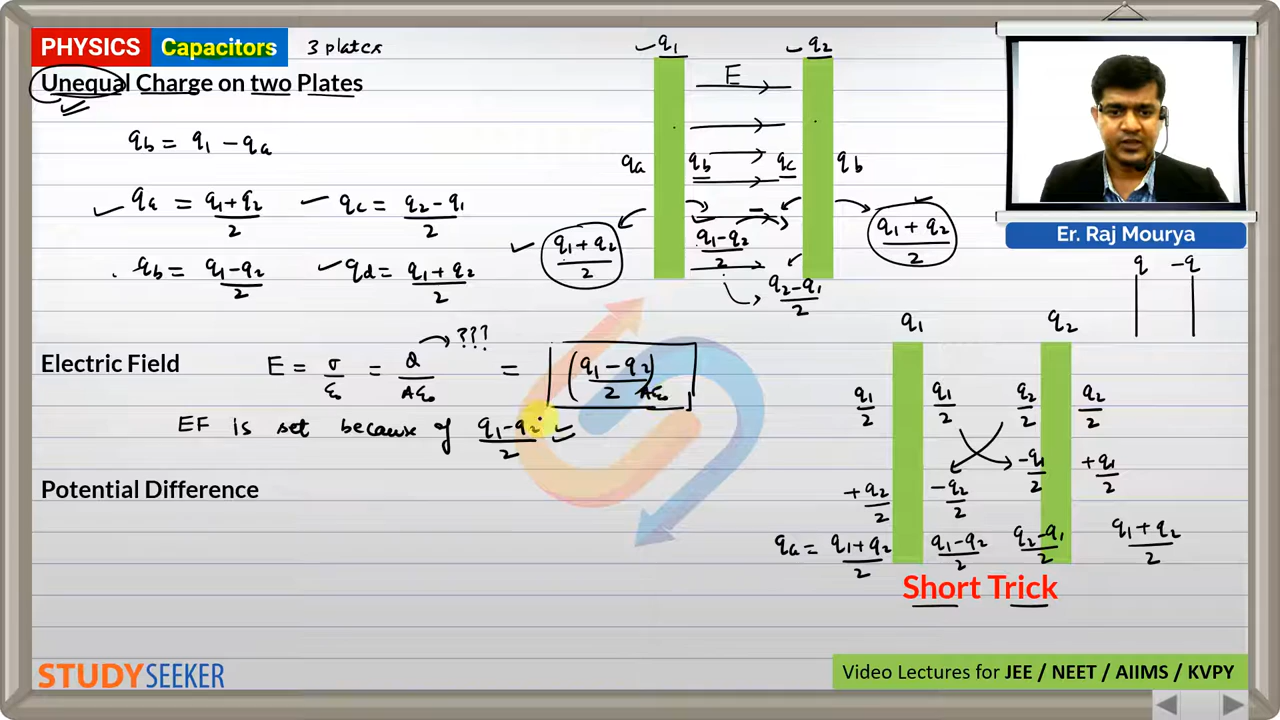 PHYSICS Capacitors 3 plates
Unequal Charge on two Plates
qb = q1 - qa
qa = q1+q2/2 qc = q2-q1/2
qb = q1-q2/2 qd = q1+q2/2
q1 q2
E
qa qb qc qb
q1+q2/2 q1-q2/2 q1+q2/2
q2-q1/2
Er. Raj Mourya
q -q
Electric Field E = σ/ε0 = Q/Aε0 → ??? = (q1-q2/2)Aε0
EF is set because of q1-q2/2
Potential Difference
q1 q2
q1/2 q1/2 q2/2 q2/2
-q1/2 +q1/2
+q2/2 -q2/2
qa = q1+q2/2 q1-q2/2 q2-q1/2 q1+q2/2
Short Trick
STUDYSEEKER
Video Lectures for JEE / NEET / AIIMS / KVPY